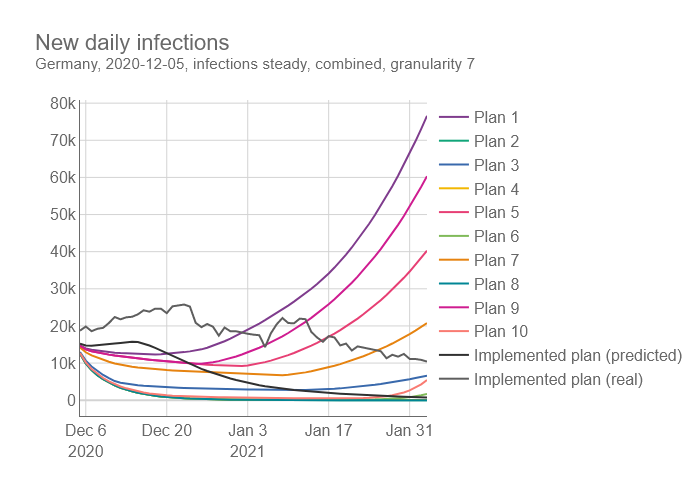 New daily infections
Germany, 2020-12-05, infections steady, combined, granularity 7
80k
70k
60k
50k
40k
30k
20k
10k
0
Dec 6
2020
Dec 20
Jan 3
2021
Jan 17
Jan 31
Plan 1
Plan 2
Plan 3
Plan 4
Plan 5
Plan 6
Plan 7
Plan 8
Plan 9
Plan 10
Implemented plan (predicted)
Implemented plan (real)